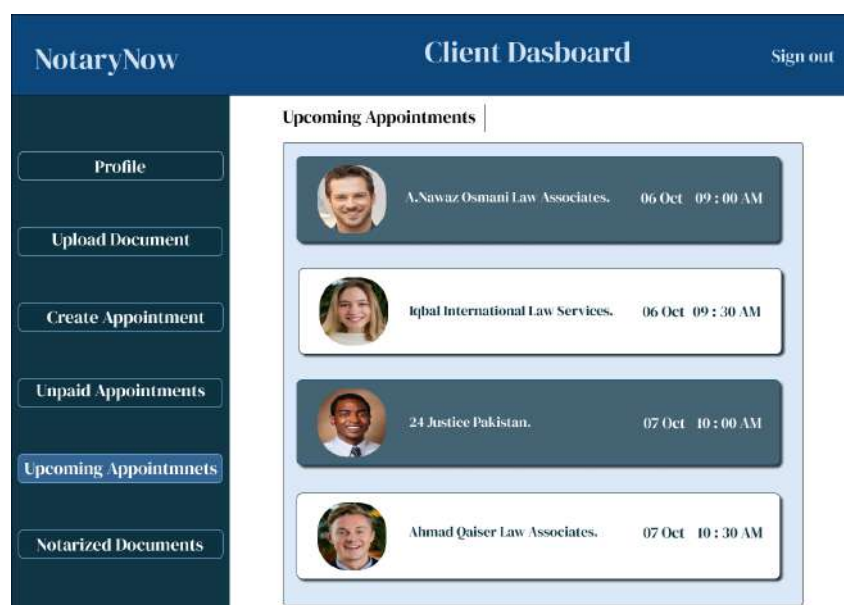 NotaryNow
Client Dasboard
Sign out
Profile
Upload Document
Create Appointment
Unpaid Appointments
Upcoming Appointmnets
Notarized Documents
Upcoming Appointments
A.Nawaz Osmani Law Associates. 06 Oct 09 : 00 AM
Iqbal International Law Services. 06 Oct 09 : 30 AM
24 Justice Pakistan. 07 Oct 10 : 00 AM
Ahmad Qaiser Law Associates. 07 Oct 10 : 30 AM